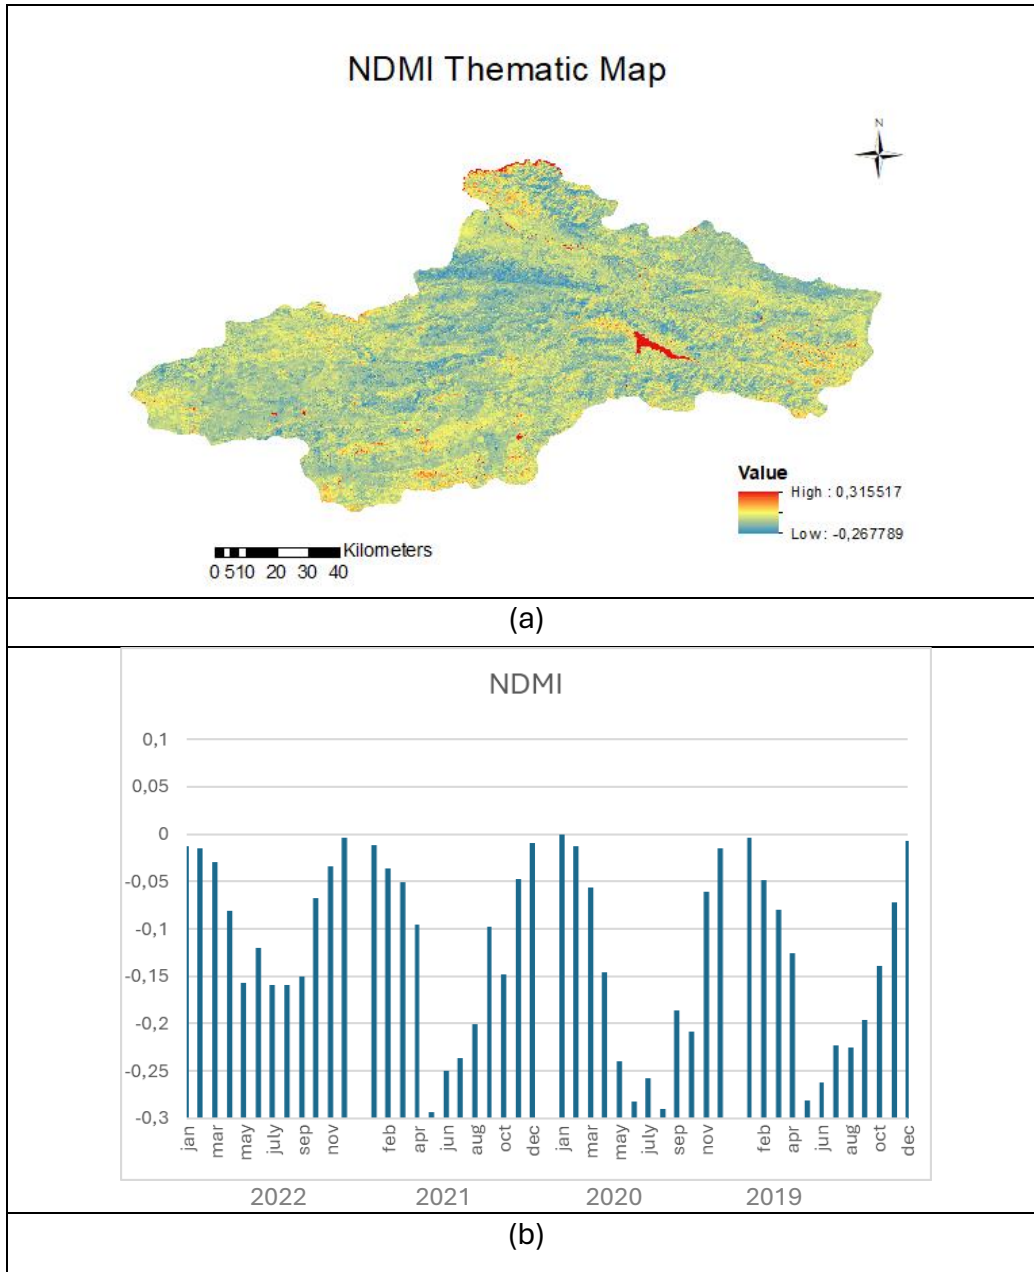 NDMI Thematic Map
N
Value
High : 0,315517
Low : -0,267789
Kilometers
0 510 20 30 40
(a)
NDMI
0,1
0,05
0
-0,05
-0,1
-0,15
-0,2
-0,25
-0,3
jan mar may july sep nov feb apr jun aug oct dec jan mar may july sep nov feb apr jun aug oct dec
2022 2021 2020 2019
(b)